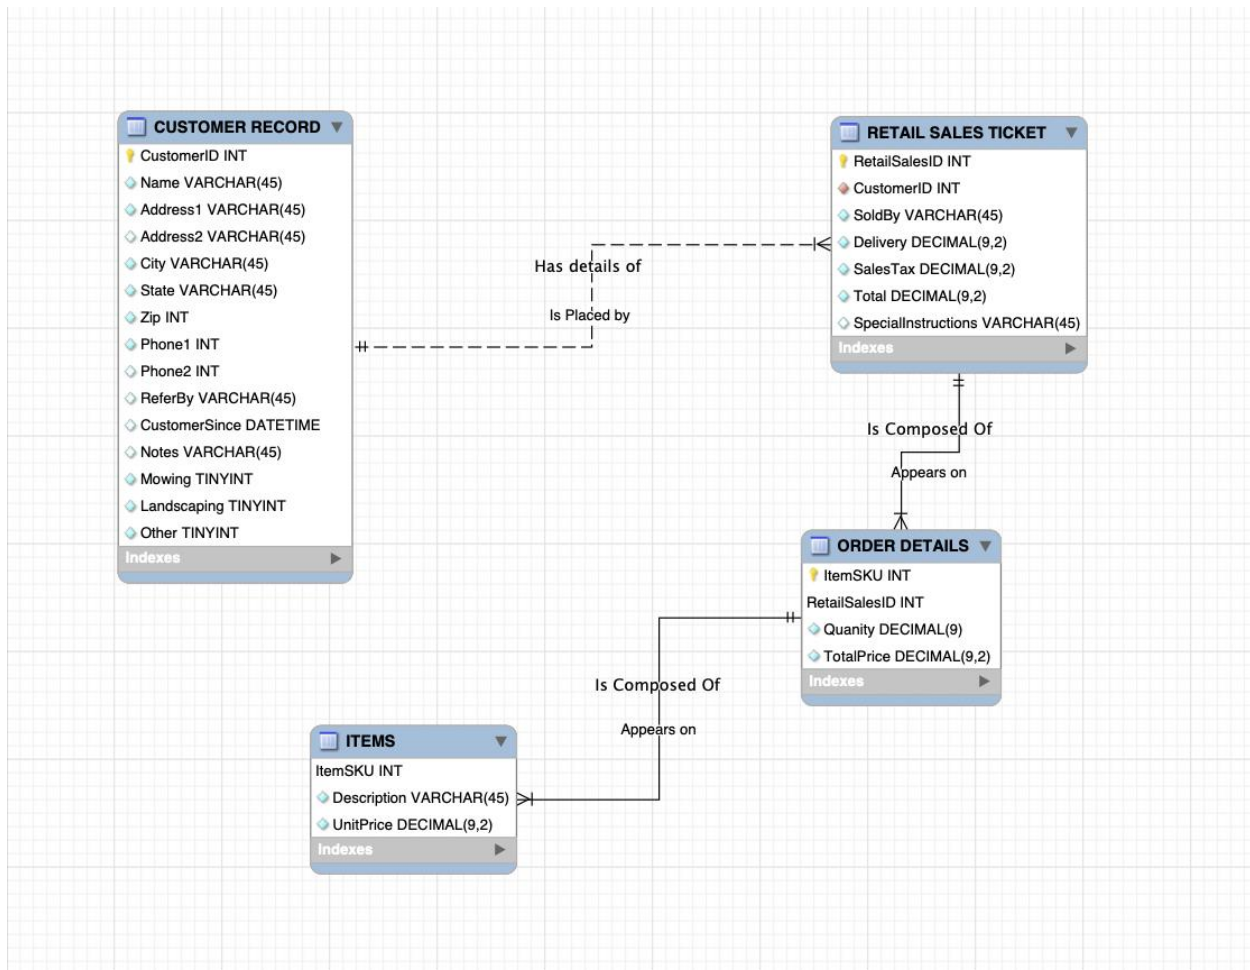 CUSTOMER RECORD
CustomerID INT
Name VARCHAR(45)
Address1 VARCHAR(45)
Address2 VARCHAR(45)
City VARCHAR(45)
State VARCHAR(45)
Zip INT
Phone1 INT
Phone2 INT
ReferBy VARCHAR(45)
CustomerSince DATETIME
Notes VARCHAR(45)
Mowing TINYINT
Landscaping TINYINT
Other TINYINT
Indexes
Has details of
Is Placed by
RETAIL SALES TICKET
RetailSalesID INT
CustomerID INT
SoldBy VARCHAR(45)
Delivery DECIMAL(9,2)
SalesTax DECIMAL(9,2)
Total DECIMAL(9,2)
SpecialInstructions VARCHAR(45)
Indexes
Is Composed Of
Appears on
ORDER DETAILS
ItemSKU INT
RetailSalesID INT
Quanity DECIMAL(9)
TotalPrice DECIMAL(9,2)
Indexes
Is Composed Of
Appears on
ITEMS
ItemSKU INT
Description VARCHAR(45)
UnitPrice DECIMAL(9,2)
Indexes